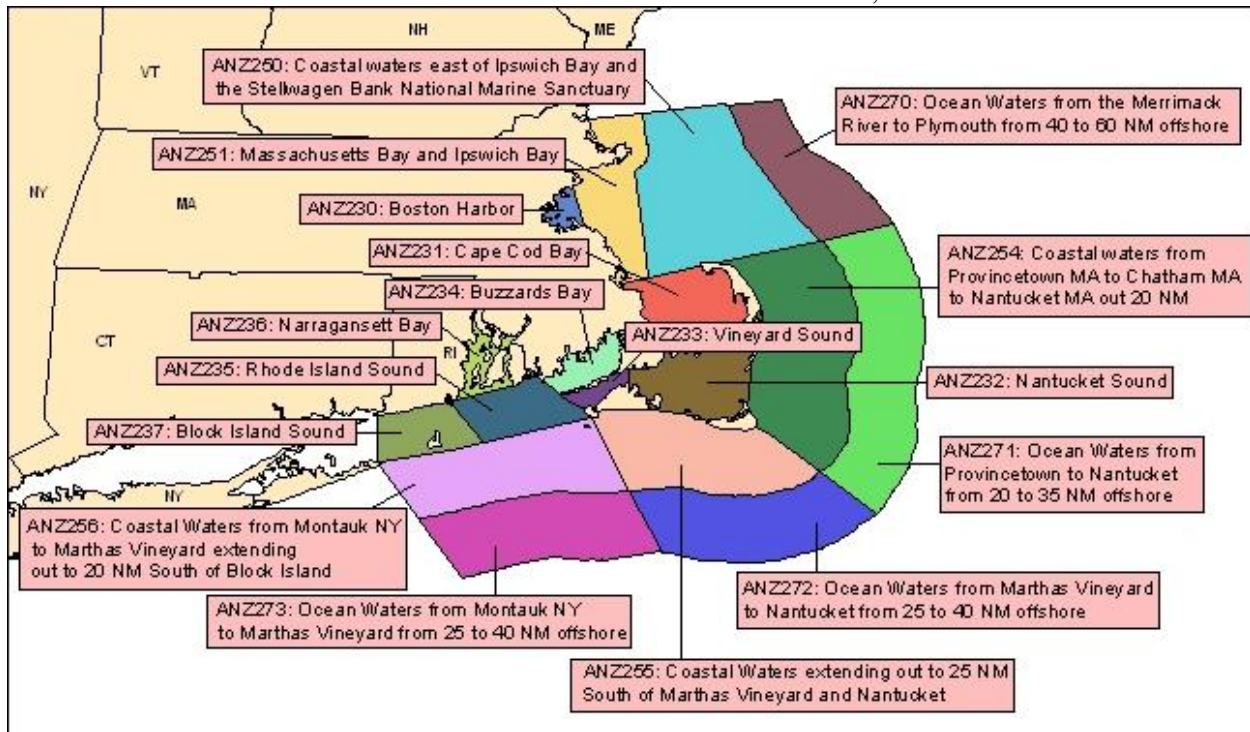 NH
ME
VT
ANZ250: Coastal waters east of Ipswich Bay and
the Stellwagen Bank National Marine Sanctuary
ANZ270: Ocean Waters from the Merrimack
River to Plymouth from 40 to 60 NM offshore
ANZ251: Massachusetts Bay and Ipswich Bay
NY
MA
ANZ230: Boston Harbor
ANZ231: Cape Cod Bay
ANZ254: Coastal waters from
Provincetown MA to Chatham MA
to Nantucket MA out 20 NM
ANZ234: Buzzards Bay
ANZ236: Narragansett Bay
ANZ233: Vineyard Sound
CT
RI
ANZ235: Rhode Island Sound
ANZ232: Nantucket Sound
ANZ237: Block Island Sound
ANZ271: Ocean Waters from
Provincetown to Nantucket
from 20 to 35 NM offshore
NY
ANZ256: Coastal Waters from Montauk NY
to Marthas Vineyard extending
out to 20 NM South of Block Island
ANZ272: Ocean Waters from Marthas Vineyard
to Nantucket from 25 to 40 NM offshore
ANZ273: Ocean Waters from Montauk NY
to Marthas Vineyard from 25 to 40 NM offshore
ANZ255: Coastal Waters extending out to 25 NM
South of Marthas Vineyard and Nantucket